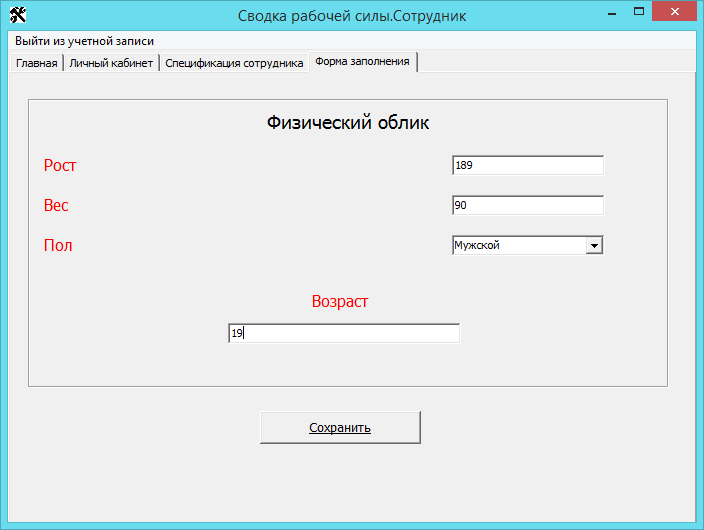 Сводка рабочей силы.Сотрудник
Выйти из учетной записи
Главная Личный кабинет Спецификация сотрудника Форма заполнения
Физический облик
Рост 189
Вес 90
Пол Мужской
Возраст
19
Сохранить